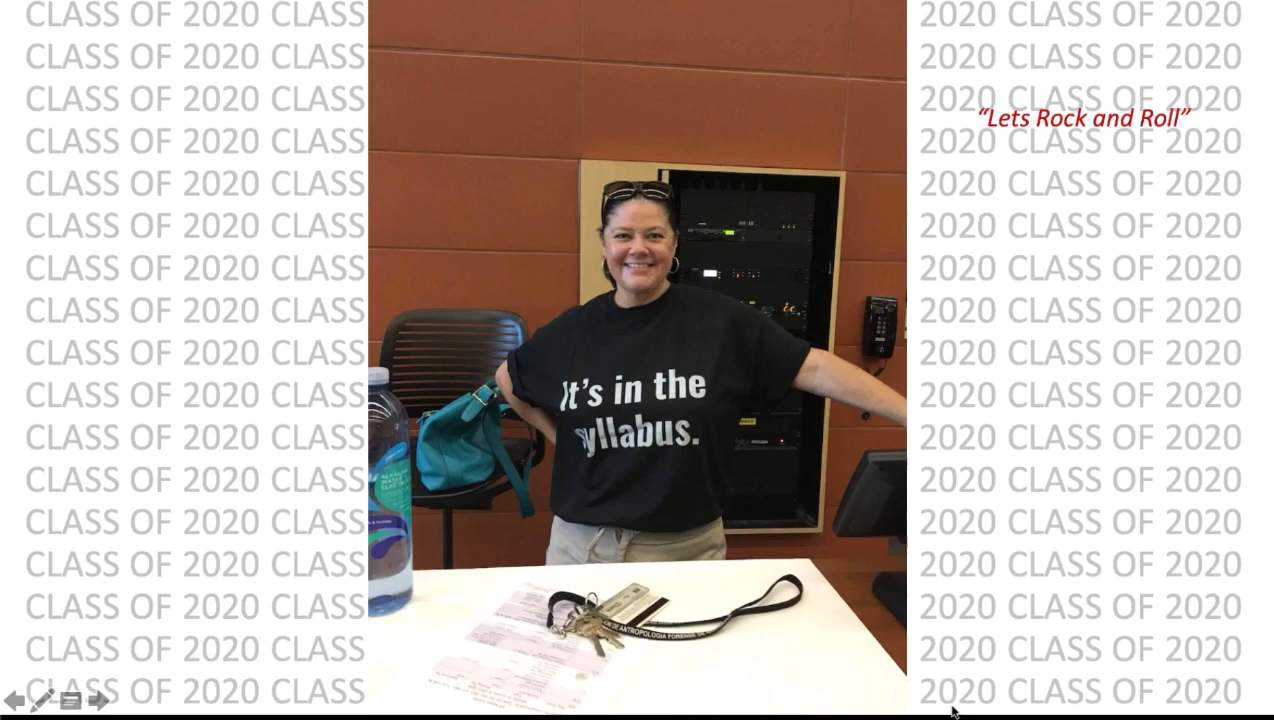 CLASS OF 2020 CLASS 2020 CLASS OF 2020
CLASS OF 2020 CLASS 2020 CLASS OF 2020
CLASS OF 2020 CLASS 2020 CLASS OF 2020
“Lets Rock and Roll”
CLASS OF 2020 CLASS 2020 CLASS OF 2020
CLASS OF 2020 CLASS 2020 CLASS OF 2020
CLASS OF 2020 CLASS 2020 CLASS OF 2020
CLASS OF 2020 CLASS 2020 CLASS OF 2020
CLASS OF 2020 CLASS 2020 CLASS OF 2020
CLASS OF 2020 CLASS 2020 CLASS OF 2020
CLASS OF 2020 CLASS 2020 CLASS OF 2020
CLASS OF 2020 CLASS 2020 CLASS OF 2020
CLASS OF 2020 CLASS 2020 CLASS OF 2020
CLASS OF 2020 CLASS 2020 CLASS OF 2020
CLASS OF 2020 CLASS 2020 CLASS OF 2020
CLASS OF 2020 CLASS 2020 CLASS OF 2020
CLASS OF 2020 CLASS 2020 CLASS OF 2020
OF 2020 CLASS 2020 CLASS OF 2020
It’s in the
syllabus.
WATER
DE ANTROPOLOGIA FORENSE DE